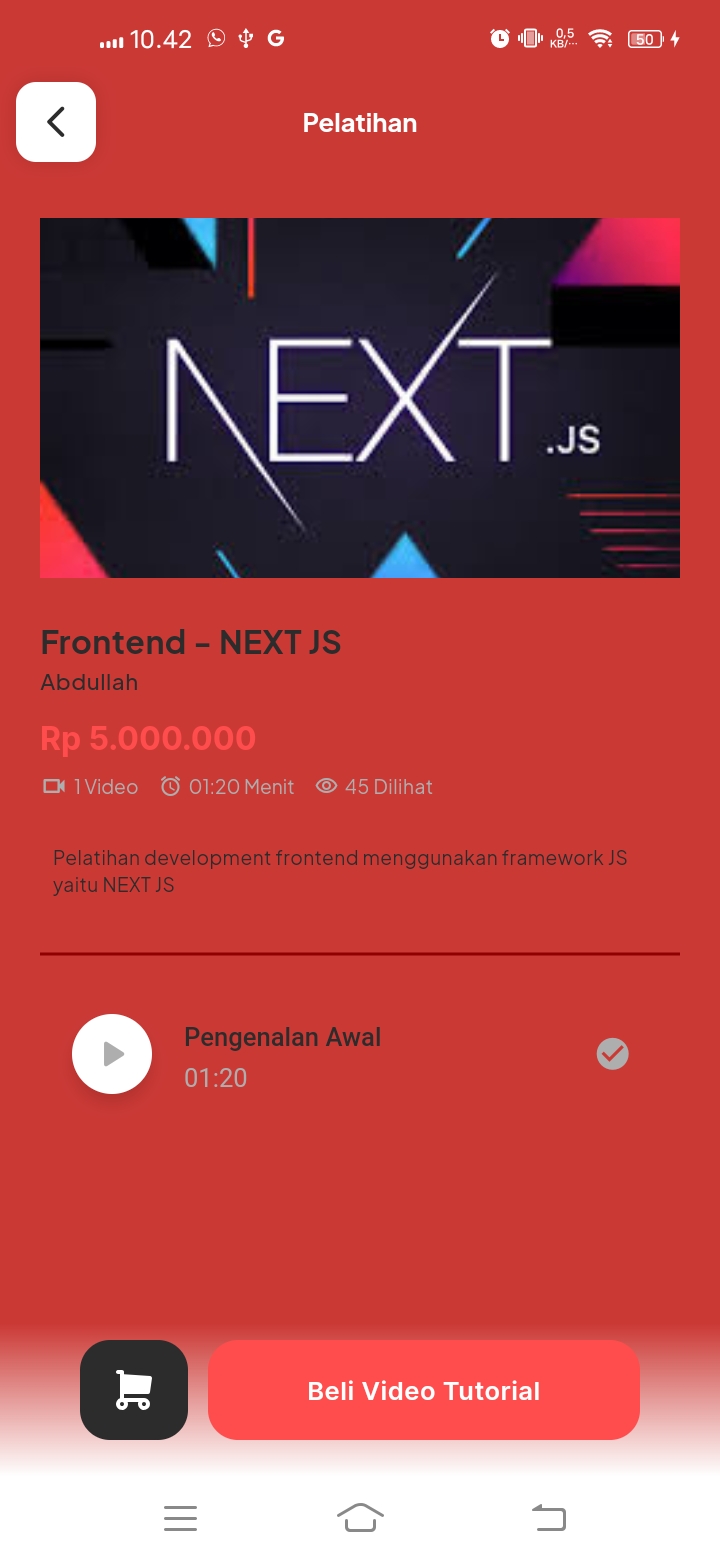 10.42
0,5
KB/...
50
Pelatihan
NEXT.JS
Frontend - NEXT JS
Abdullah
Rp 5.000.000
1 Video 01:20 Menit 45 Dilihat
Pelatihan development frontend menggunakan framework JS
yaitu NEXT JS
Pengenalan Awal
01:20
Beli Video Tutorial